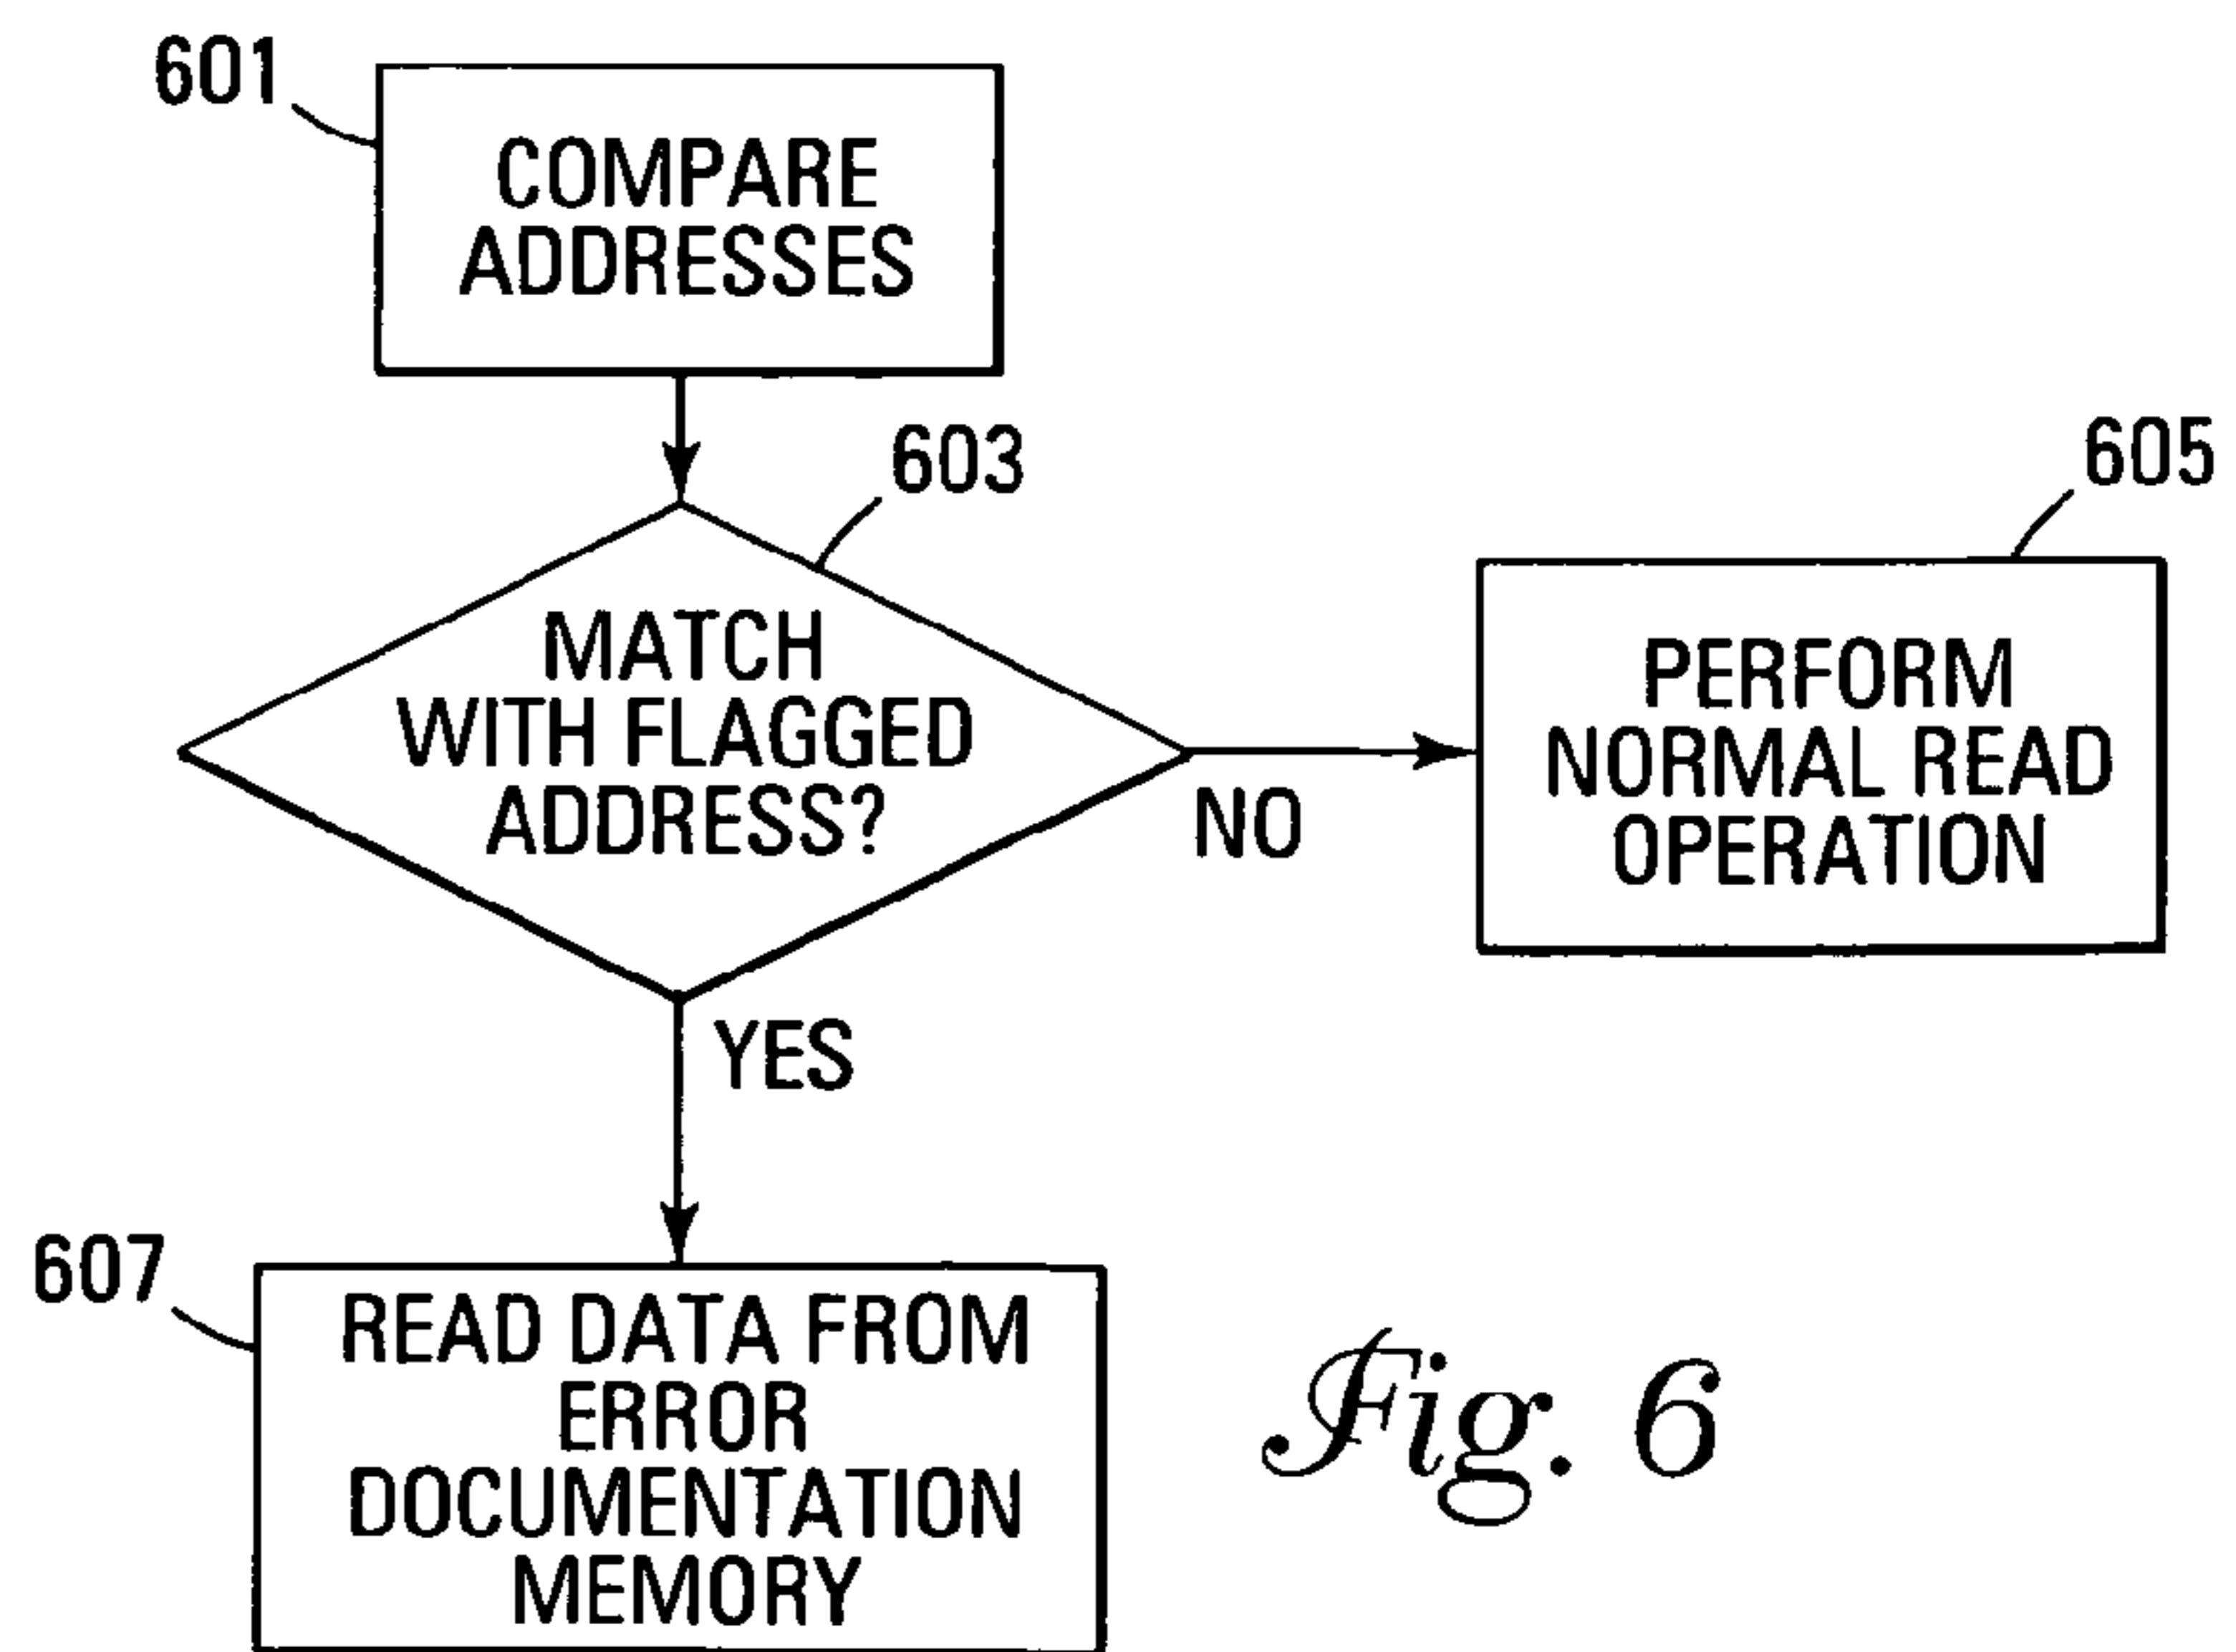 601
COMPARE
ADDRESSES
603
MATCH
WITH FLAGGED
ADDRESS?
NO
605
PERFORM
NORMAL READ
OPERATION
YES
607
READ DATA FROM
ERROR
DOCUMENTATION
MEMORY
Fig. 6